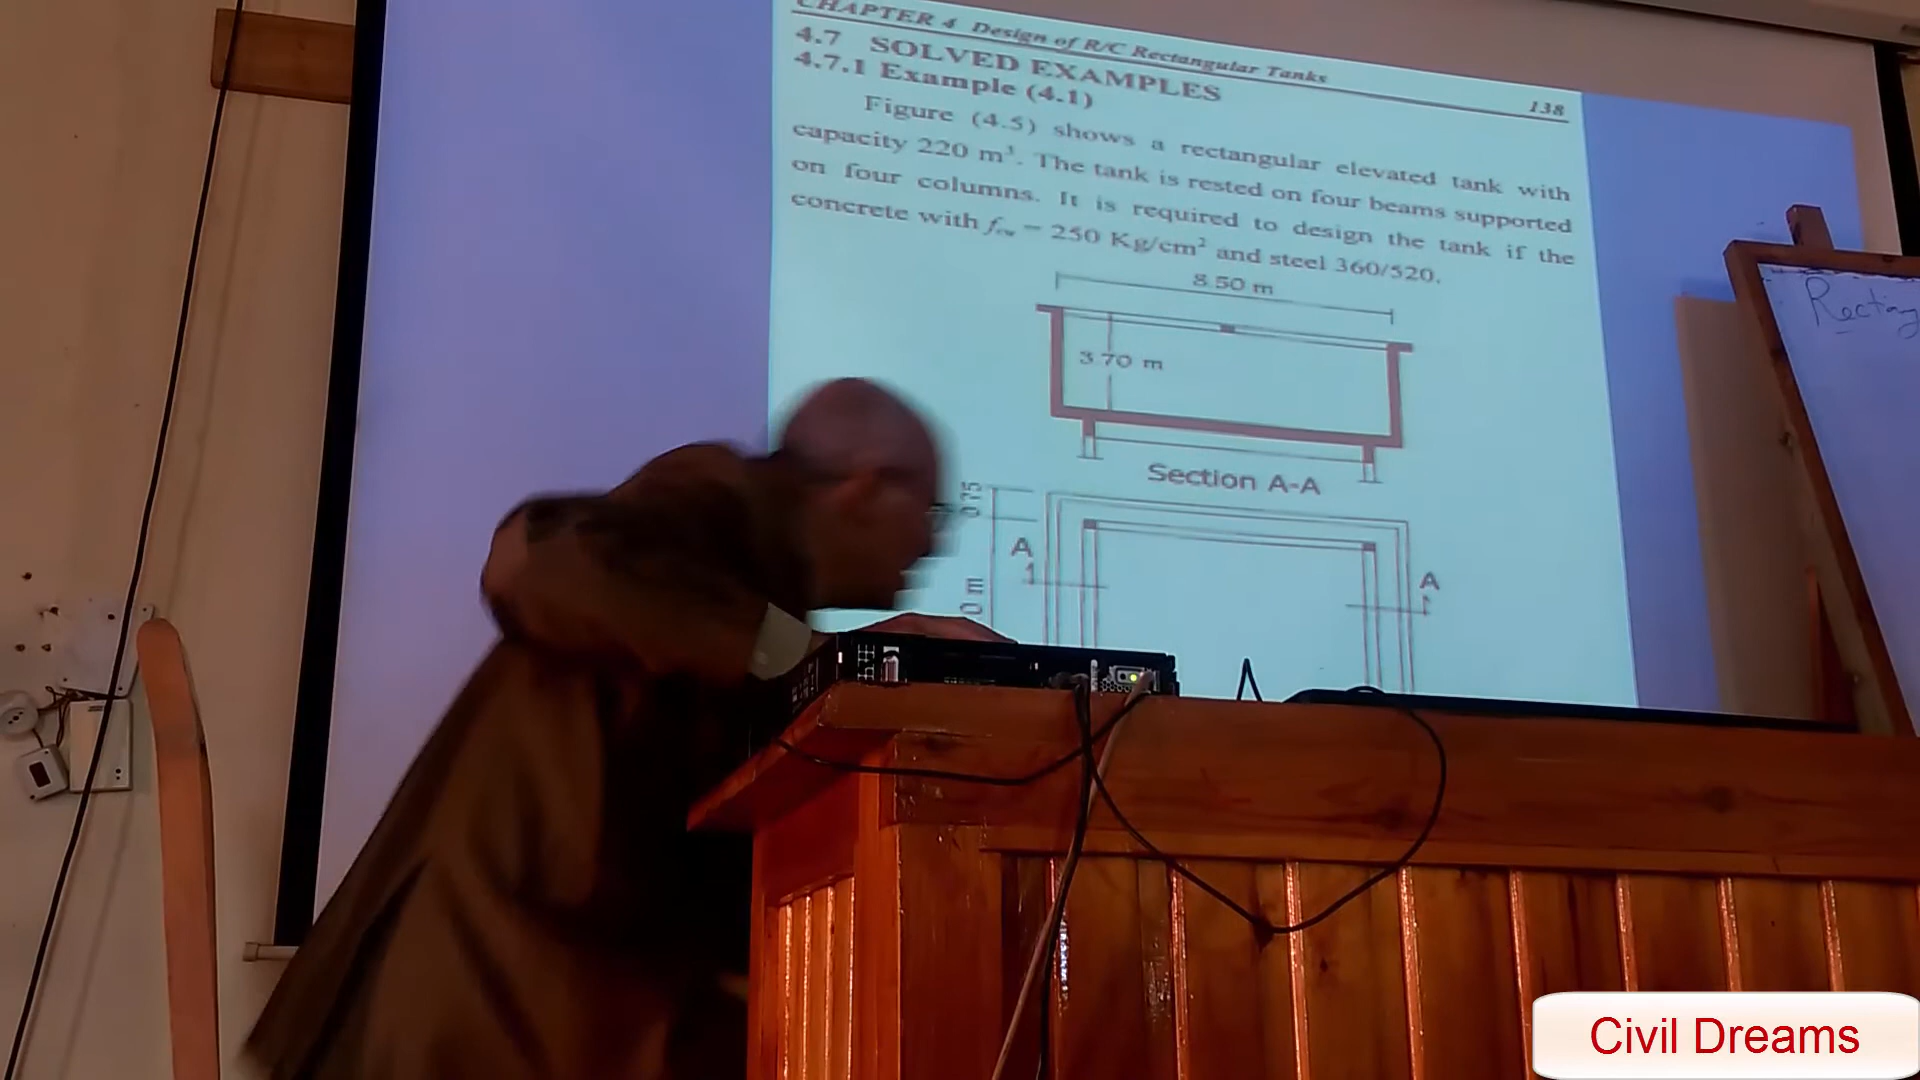 CHAPTER 4 Design of R/C Rectangular Tanks
138
4.7 SOLVED EXAMPLES
4.7.1 Example (4.1)
Figure (4.5) shows a rectangular elevated tank with
capacity 220 m³. The tank is rested on four beams supported
on four columns. It is required to design the tank if the
concrete with fcu = 250 Kg/cm² and steel 360/520.
8.50 m
3.70 m
Section A-A
0.75
A
A
0 m
Civil Dreams